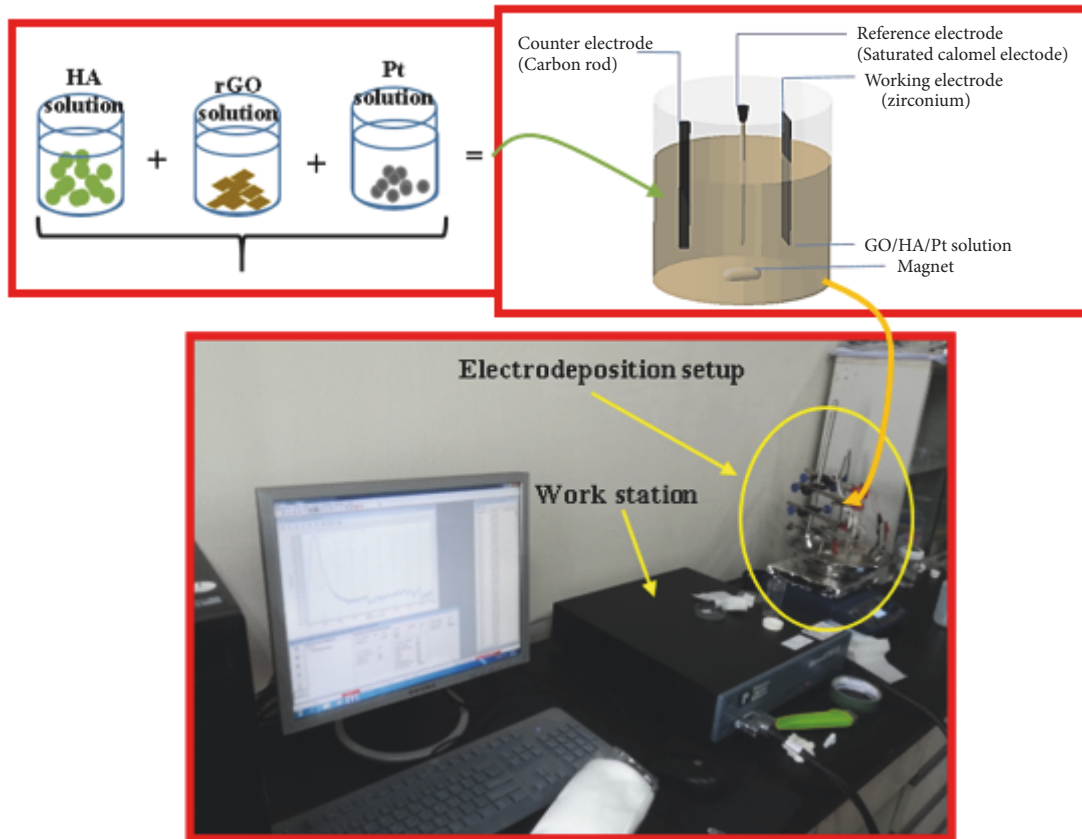 HA
solution
+
rGO
solution
+
Pt
solution
=
Counter electrode
(Carbon rod)
Reference electrode
(Saturated calomel electode)
Working electrode
(zirconium)
GO/HA/Pt solution
Magnet
Electrodeposition setup
Work station